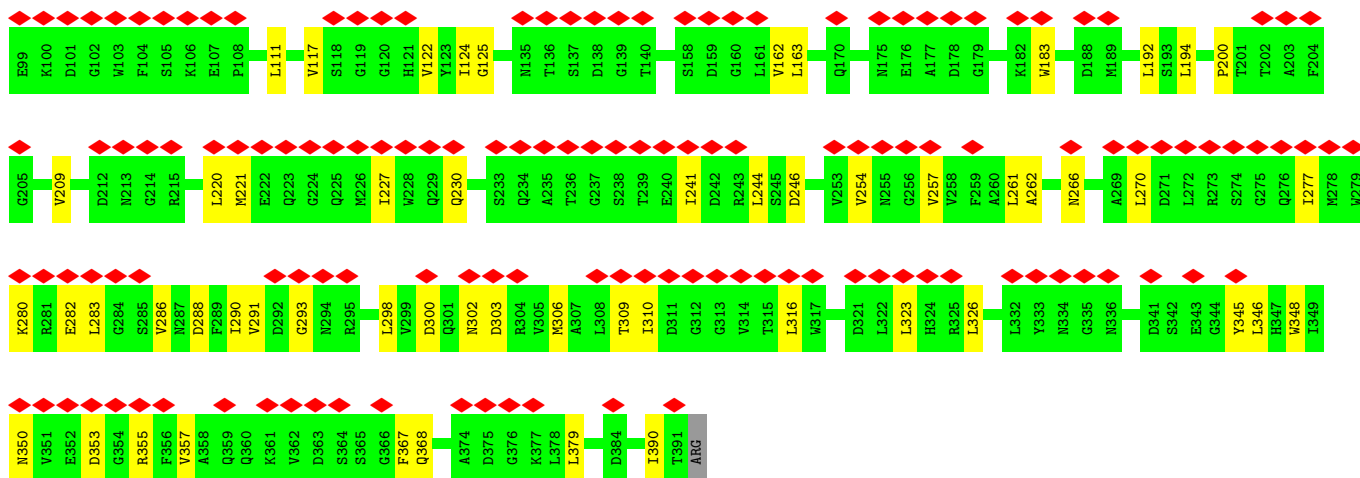 E99 K100 D101 G102 W103 F104 S105 K106 E107 P108 L111 V117 S118 G119 G120 H121 V122 Y123 I124 G125 N135 T136 S137 D138 G139 T140 S158 D159 G160 L161 V162 L163 Q170 N175 E176 A177 D178 G179 K182 W183 D188 M189 L192 S193 L194 P200 T201 T202 A203 F204
G205 V209 D212 N213 G214 R215 L220 M221 E222 Q223 G224 Q225 M226 I227 W228 Q229 Q230 S233 Q234 A235 T236 G237 S238 T239 E240 I241 D242 R243 L244 S245 D246 V253 V254 N255 G256 V257 V258 F259 A260 L261 A262 N266 A269 L270 D271 L272 R273 S274 G275 Q276 I277 M278 W279
K280 R281 E282 L283 G284 S285 V286 N287 D288 F289 I290 V291 D292 G293 N294 R295 L298 V299 D300 Q301 N302 D303 R304 V305 M306 A307 L308 T309 I310 D311 G312 G313 V314 T315 L316 W317 D321 L322 L323 H324 R325 L326 L332 Y333 N334 G335 N336 D341 S342 E343 G344 Y345 L346 H347 W348 I349
N350 V351 E352 D353 G354 R355 F356 V357 A358 Q359 Q360 K361 V362 D363 S364 S365 G366 F367 Q368 A374 D375 G376 K377 L378 L379 D384 I390 T391 ARG